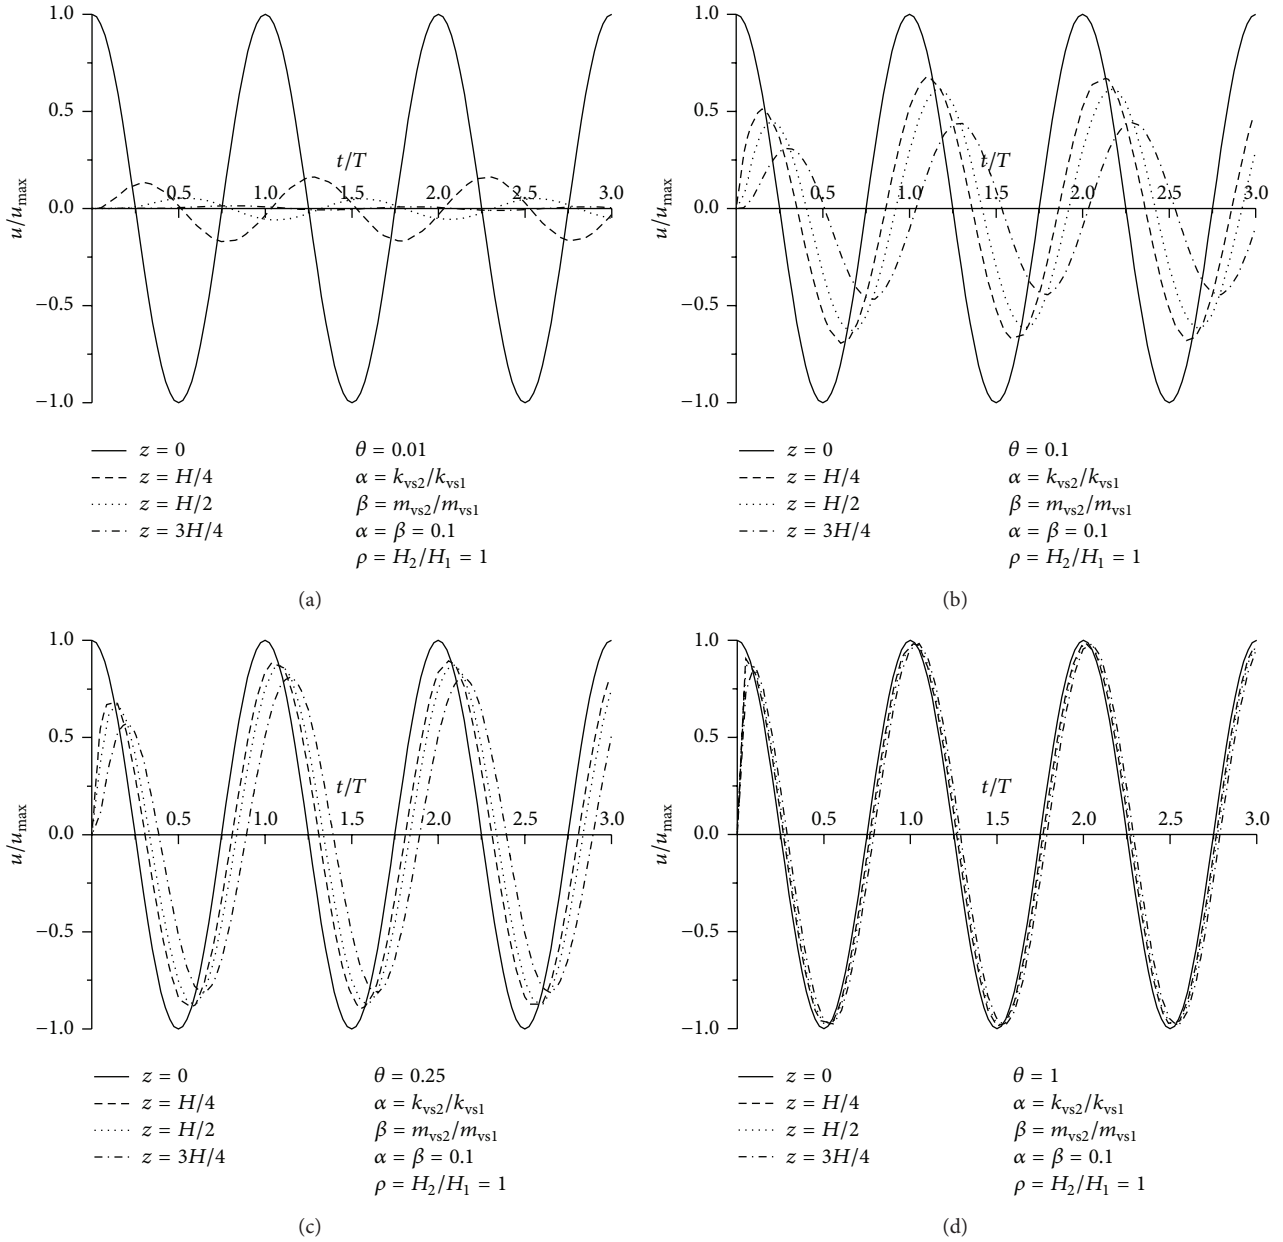 1.0
0.5
0.0
−0.5
−1.0
u/u_max
t/T
0.5 1.0 1.5 2.0 2.5 3.0
z = 0
z = H/4
z = H/2
z = 3H/4
θ = 0.01
α = k_vs2/k_vs1
β = m_vs2/m_vs1
α = β = 0.1
ρ = H_2/H_1 = 1
(a)
1.0
0.5
0.0
−0.5
−1.0
u/u_max
t/T
0.5 1.0 1.5 2.0 2.5 3.0
z = 0
z = H/4
z = H/2
z = 3H/4
θ = 0.1
α = k_vs2/k_vs1
β = m_vs2/m_vs1
α = β = 0.1
ρ = H_2/H_1 = 1
(b)
1.0
0.5
0.0
−0.5
−1.0
u/u_max
t/T
0.5 1.0 1.5 2.0 2.5 3.0
z = 0
z = H/4
z = H/2
z = 3H/4
θ = 0.25
α = k_vs2/k_vs1
β = m_vs2/m_vs1
α = β = 0.1
ρ = H_2/H_1 = 1
(c)
1.0
0.5
0.0
−0.5
−1.0
u/u_max
t/T
0.5 1.0 1.5 2.0 2.5 3.0
z = 0
z = H/4
z = H/2
z = 3H/4
θ = 1
α = k_vs2/k_vs1
β = m_vs2/m_vs1
α = β = 0.1
ρ = H_2/H_1 = 1
(d)